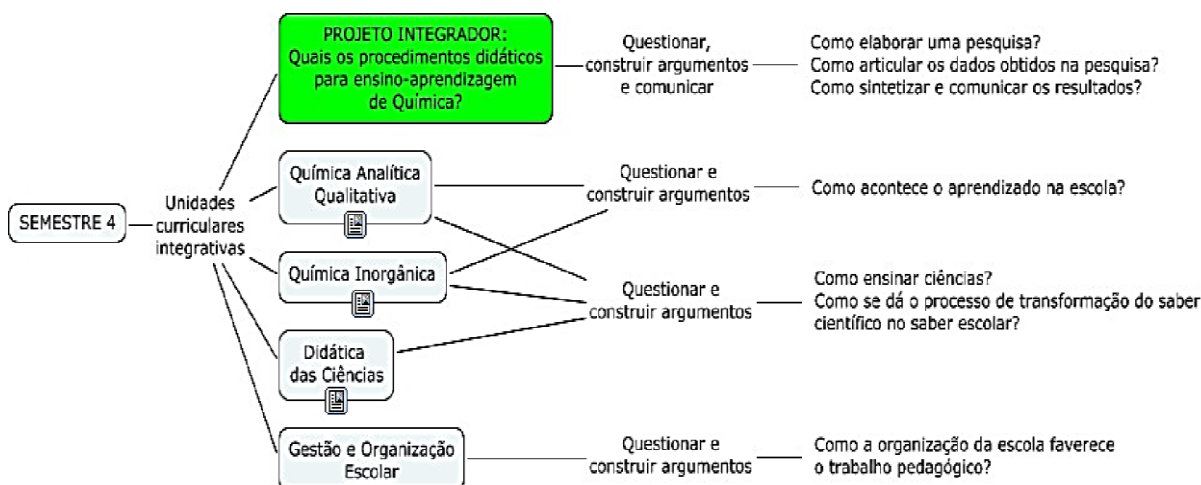 SEMESTRE 4
Unidades
curriculares
integrativas
PROJETO INTEGRADOR:
Quais os procedimentos didáticos
para ensino-aprendizagem
de Química?
Questionar,
construir argumentos
e comunicar
Como elaborar uma pesquisa?
Como articular os dados obtidos na pesquisa?
Como sintetizar e comunicar os resultados?
Química Analítica
Qualitativa
Questionar e
construir argumentos
Como acontece o aprendizado na escola?
Química Inorgânica
Questionar e
construir argumentos
Como ensinar ciências?
Como se dá o processo de transformação do saber
científico no saber escolar?
Didática
das Ciências
Gestão e Organização
Escolar
Questionar e
construir argumentos
Como a organização da escola faverece
o trabalho pedagógico?